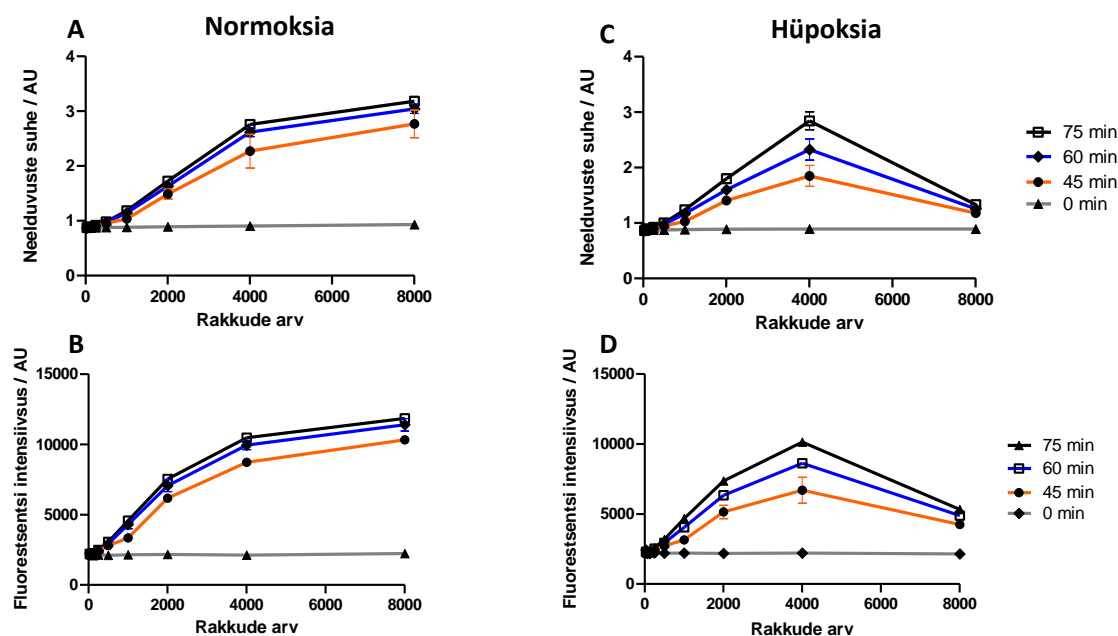 Normoksia
Hüpoksia
A
Neelduvuste suhe / AU
4
3
2
1
0
0 2000 4000 6000 8000
Rakkude arv
C
Neelduvuste suhe / AU
4
3
2
1
0
0 2000 4000 6000 8000
Rakkude arv
75 min
60 min
45 min
0 min
B
Fluorestsentsi intensiivsus / AU
15000
10000
5000
0
0 2000 4000 6000 8000
Rakkude arv
D
Fluorestsentsi intensiivsus / AU
15000
10000
5000
0
0 2000 4000 6000 8000
Rakkude arv
75 min
60 min
45 min
0 min